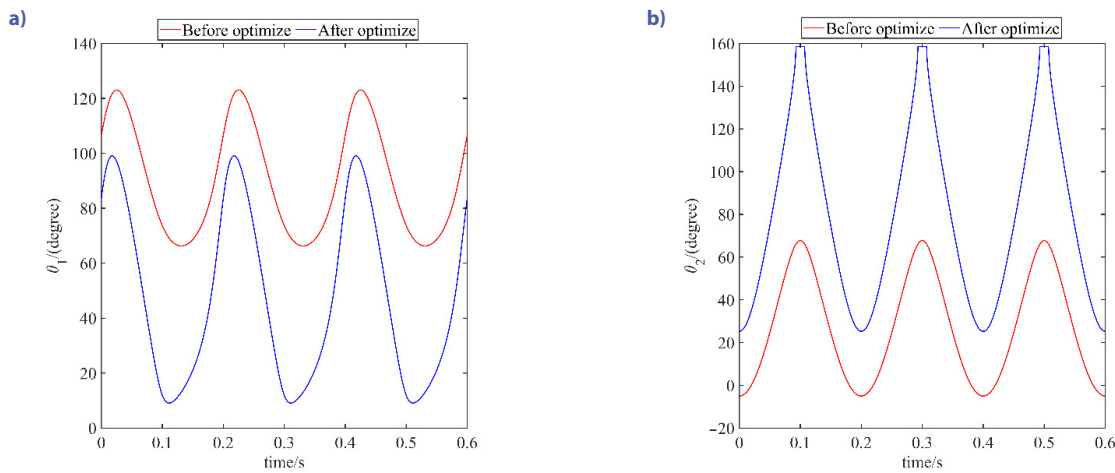 a)
Before optimize After optimize
140
120
100
80
60
40
20
0
θ1/(degree)
0 0.1 0.2 0.3 0.4 0.5 0.6
time/s
b)
Before optimize After optimize
160
140
120
100
80
60
40
20
0
−20
θ2/(degree)
0 0.1 0.2 0.3 0.4 0.5 0.6
time/s